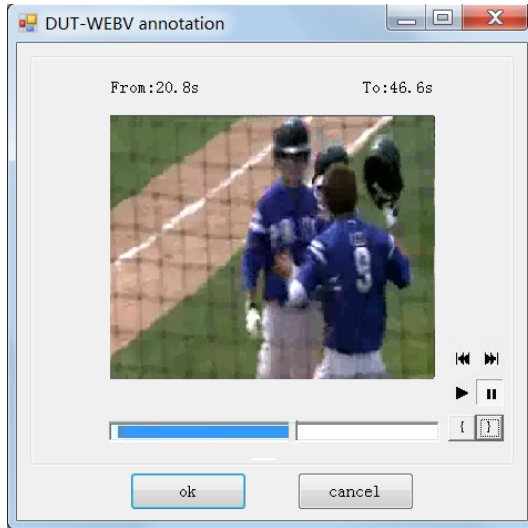 DUT-WEBV annotation
From:20.8s To:46.6s
9
{ }
ok cancel